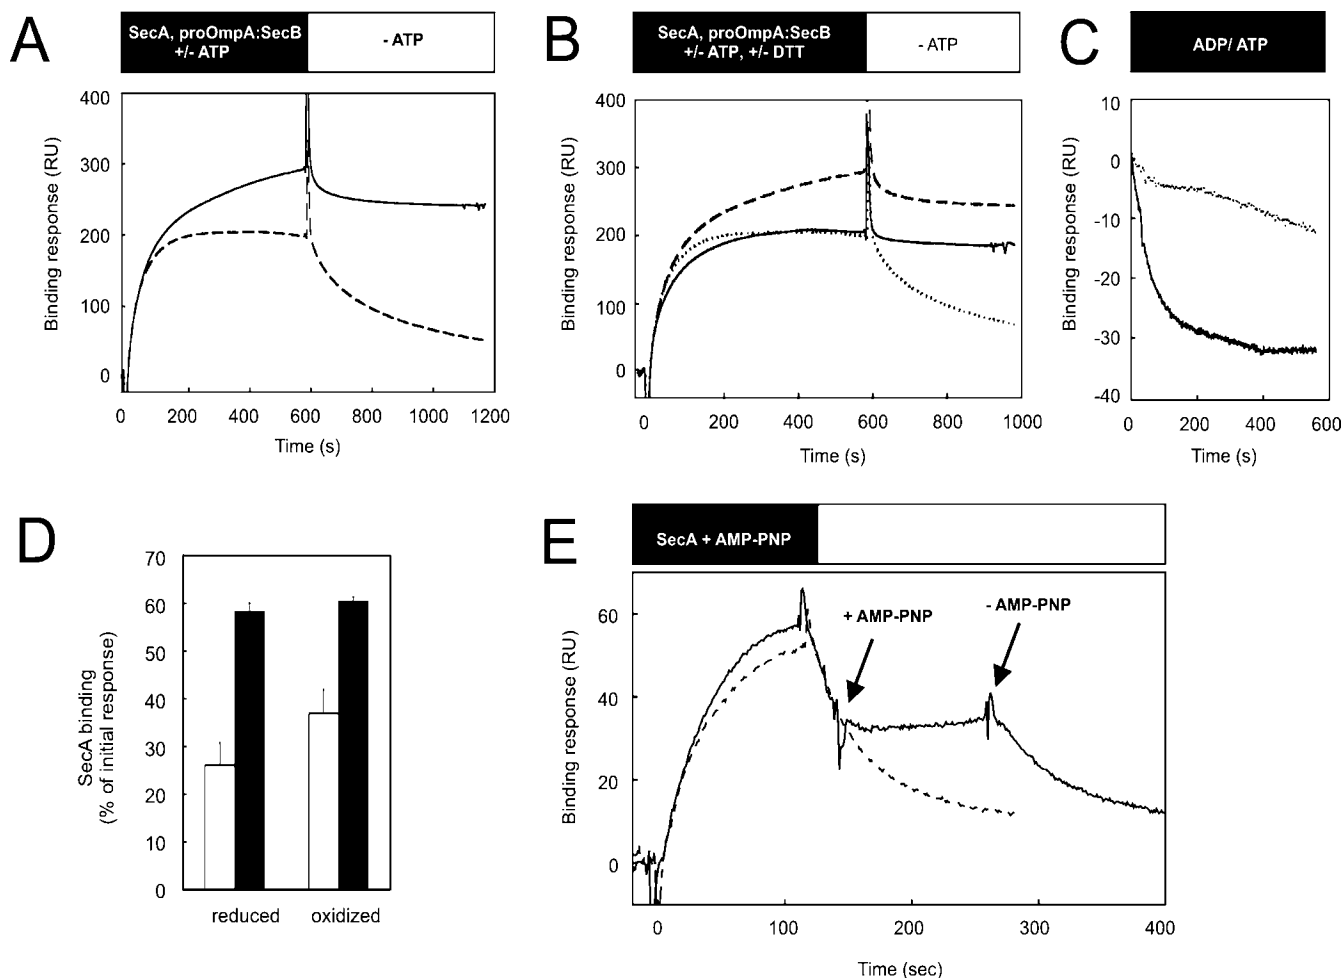 A
SecA, proOmpA:SecB
+/- ATP
- ATP
400
300
200
100
0
Binding response (RU)
0 200 400 600 800 1000 1200
Time (s)
B
SecA, proOmpA:SecB
+/- ATP, +/- DTT
- ATP
400
300
200
100
0
Binding response (RU)
0 200 400 600 800 1000
Time (s)
C
ADP/ ATP
10
0
-10
-20
-30
-40
Binding response (RU)
0 200 400 600
Time (s)
D
70
60
50
40
30
20
10
0
SecA binding
(% of initial response)
reduced oxidized
E
SecA + AMP-PNP
+ AMP-PNP
- AMP-PNP
60
40
20
0
Binding response (RU)
0 100 200 300 400
Time (sec)